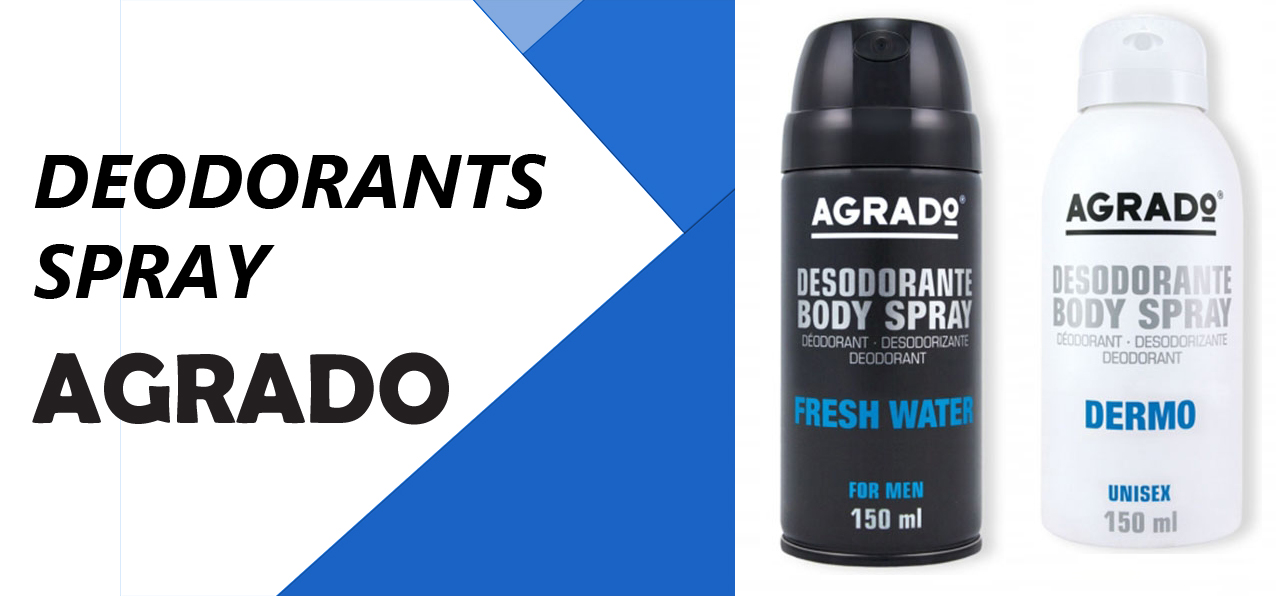 DEODORANTS
SPRAY
AGRADO
AGRADO®
DESODORANTE
BODY SPRAY
DÉODORANT · DESODORIZANTE
DEODORANT
FRESH WATER
FOR MEN
150 ml
AGRADO®
DESODORANTE
BODY SPRAY
DÉODORANT · DESODORIZANTE
DEODORANT
DERMO
UNISEX
150 ml